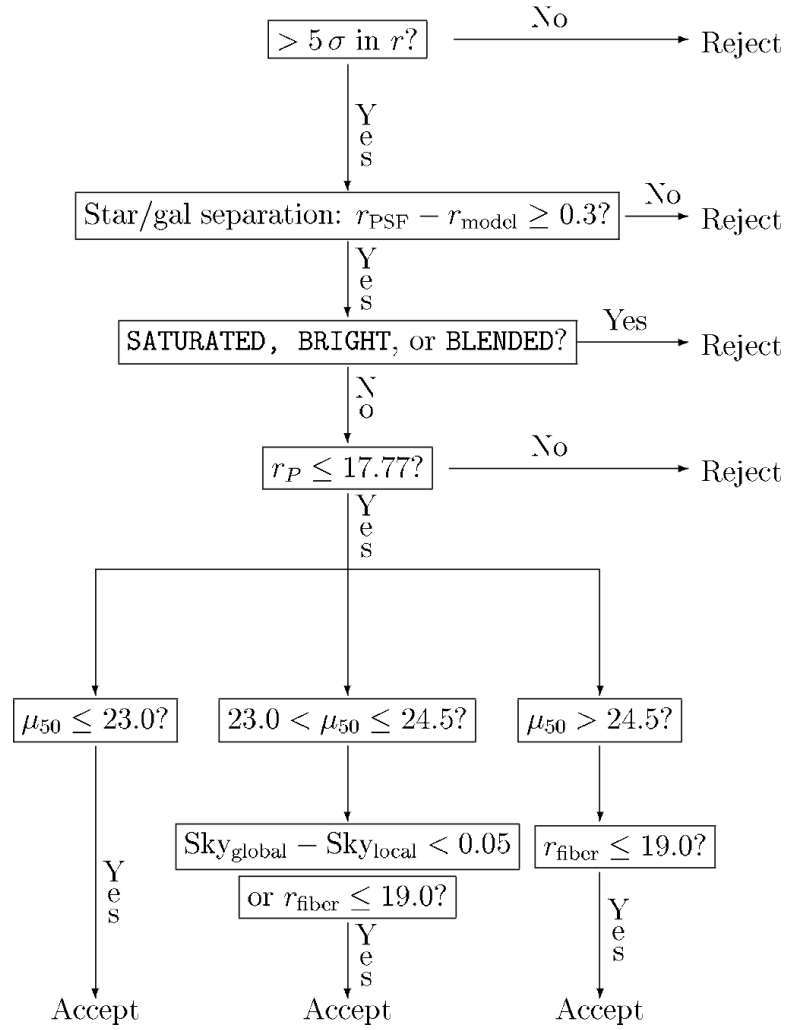 > 5 σ in r?
No
Reject
Yes
Star/gal separation: r_PSF − r_model ≥ 0.3?
No
Reject
Yes
SATURATED, BRIGHT, or BLENDED?
Yes
Reject
No
r_P ≤ 17.77?
No
Reject
Yes
μ_50 ≤ 23.0?
23.0 < μ_50 ≤ 24.5?
μ_50 > 24.5?
Sky_global − Sky_local < 0.05
or r_fiber ≤ 19.0?
r_fiber ≤ 19.0?
Yes
Yes
Yes
Accept
Accept
Accept